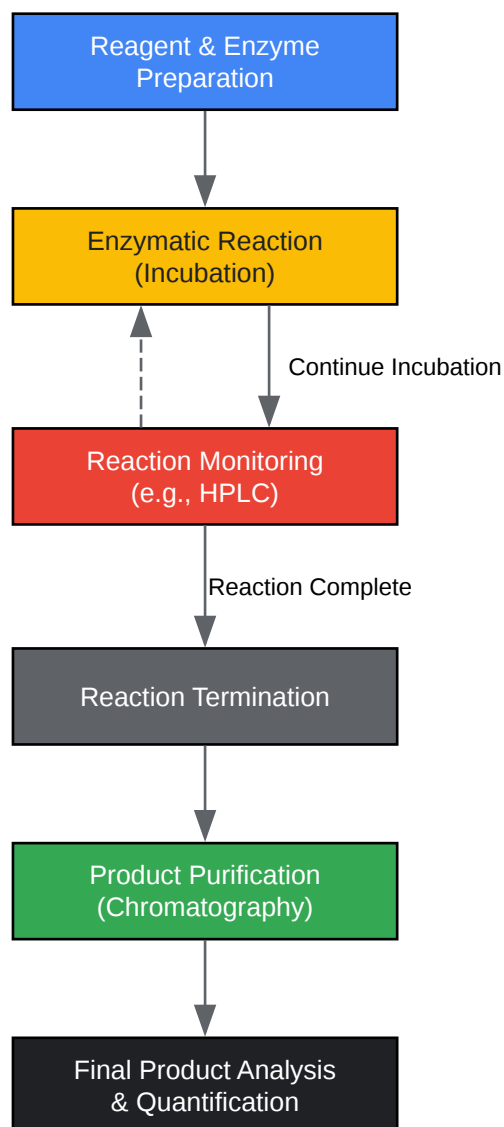 Reagent & Enzyme
Preparation
Enzymatic Reaction
(Incubation)
Continue Incubation
Reaction Monitoring
(e.g., HPLC)
Reaction Complete
Reaction Termination
Product Purification
(Chromatography)
Final Product Analysis
& Quantification